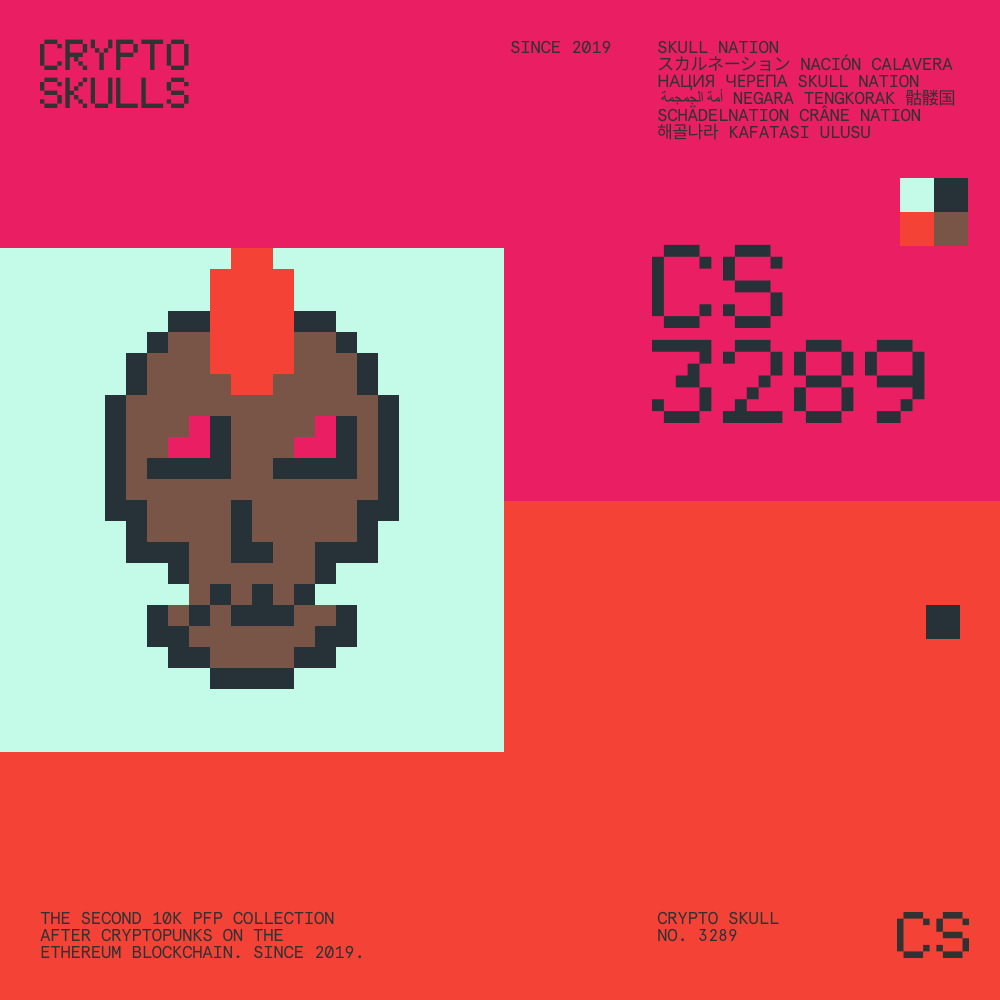 CRYPTO
SKULLS
SINCE 2019
SKULL NATION
スカルネーション NACIÓN CALAVERA
НАЦИЯ ЧЕРЕПА SKULL NATION
أمة الجمجمة NEGARA TENGKORAK 骷髅国
SCHÄDELNATION CRÂNE NATION
해골나라 KAFATASI ULUSU
CS
3289
THE SECOND 10K PFP COLLECTION
AFTER CRYPTOPUNKS ON THE
ETHEREUM BLOCKCHAIN. SINCE 2019.
CRYPTO SKULL
NO. 3289
CS